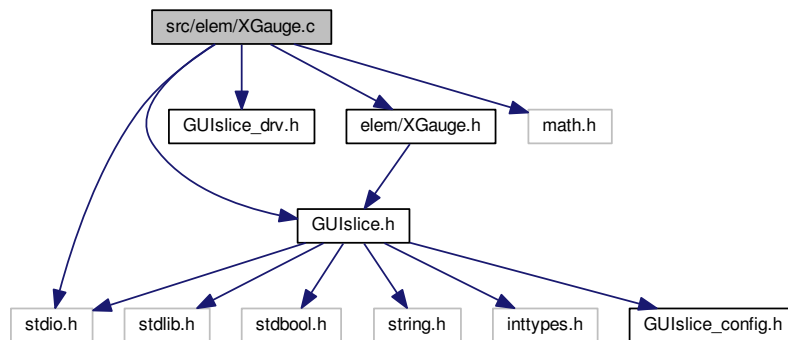 src/elem/XGauge.c
GUIslice_drv.h
elem/XGauge.h
math.h
GUIslice.h
stdio.h
stdlib.h
stdbool.h
string.h
inttypes.h
GUIslice_config.h